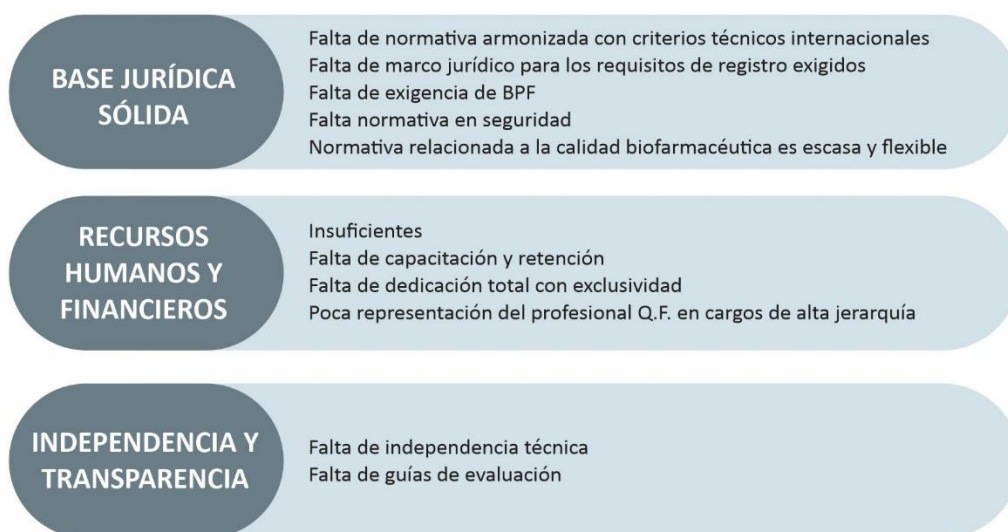 BASE JURÍDICA
SÓLIDA
Falta de normativa armonizada con criterios técnicos internacionales
Falta de marco jurídico para los requisitos de registro exigidos
Falta de exigencia de BPF
Falta normativa en seguridad
Normativa relacionada a la calidad biofarmacéutica es escasa y flexible
RECURSOS
HUMANOS Y
FINANCIEROS
Insuficientes
Falta de capacitación y retención
Falta de dedicación total con exclusividad
Poca representación del profesional Q.F. en cargos de alta jerarquía
INDEPENDENCIA Y
TRANSPARENCIA
Falta de independencia técnica
Falta de guías de evaluación